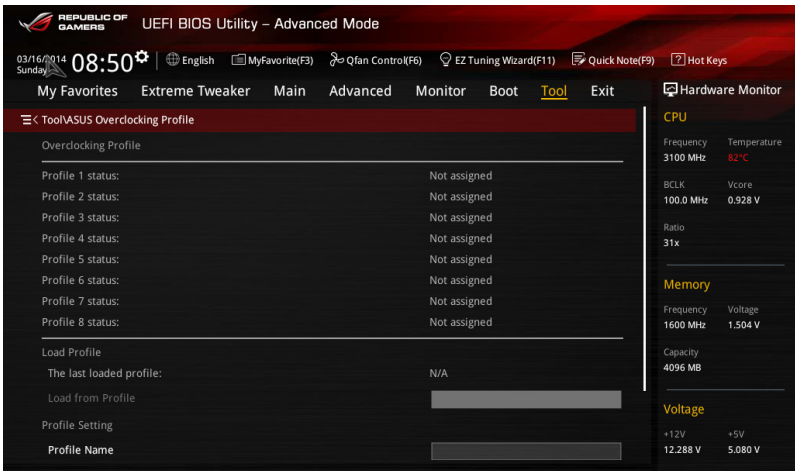 REPUBLIC OF
GAMERS
UEFI BIOS Utility – Advanced Mode
03/16/2014
Sunday
08:50
English
MyFavorite(F3)
Qfan Control(F6)
EZ Tuning Wizard(F11)
Quick Note(F9)
? Hot Keys
My Favorites
Extreme Tweaker
Main
Advanced
Monitor
Boot
Tool
Exit
Tool\ASUS Overclocking Profile
Overclocking Profile
Profile 1 status: Not assigned
Profile 2 status: Not assigned
Profile 3 status: Not assigned
Profile 4 status: Not assigned
Profile 5 status: Not assigned
Profile 6 status: Not assigned
Profile 7 status: Not assigned
Profile 8 status: Not assigned
Load Profile
The last loaded profile: N/A
Load from Profile
Profile Setting
Profile Name
Hardware Monitor
CPU
Frequency Temperature
3100 MHz 82°C
BCLK Vcore
100.0 MHz 0.928 V
Ratio
31x
Memory
Frequency Voltage
1600 MHz 1.504 V
Capacity
4096 MB
Voltage
+12V +5V
12.288 V 5.080 V